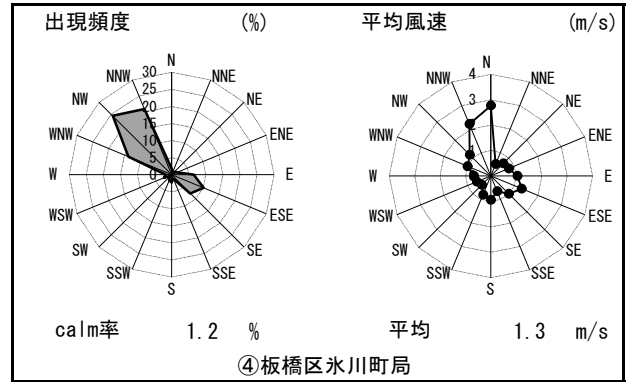 出現頻度 (%)
平均風速 (m/s)
N
NNW NNE
30
25
20
15
10
5
0
NW NE
WNW ENE
W E
WSW ESE
SW SE
SSW SSE
S
N
4
3
2
1
0
NNW NNE
NW NE
WNW ENE
W E
WSW ESE
SW SE
SSW SSE
S
calm率 1.2 %
平均 1.3 m/s
④板橋区氷川町局